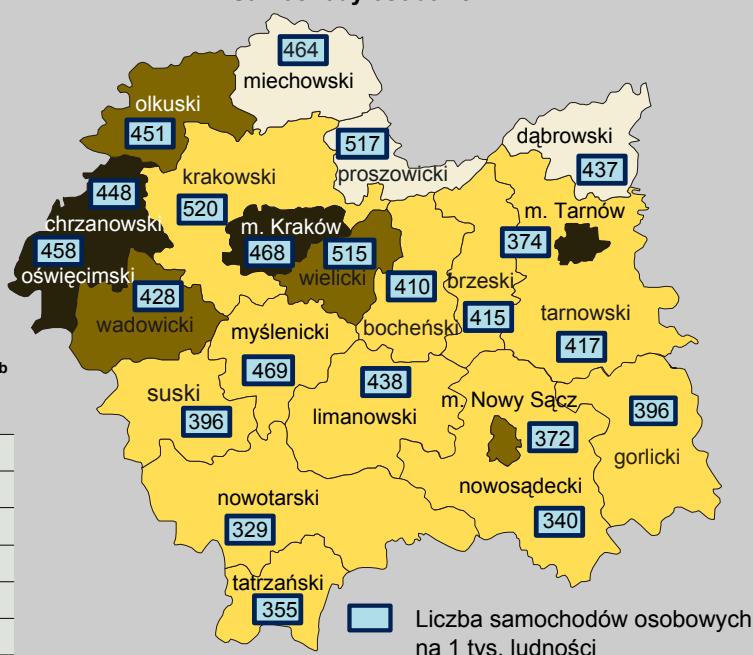 464
miechowski
olkuski
451
517
proszowicki
dąbrowski
437
krakowski
520
448
chrzanowski
458
oświęcimski
m. Kraków
468
515
wielicki
m. Tarnów
374
428
wadowicki
410
bocheński
brzeski
415
tarnowski
417
myślenicki
469
438
limanowski
suski
396
m. Nowy Sącz
372
396
gorlicki
nowosądecki
340
nowotarski
329
tatrzański
355
b
Liczba samochodów osobowych
na 1 tys. ludności